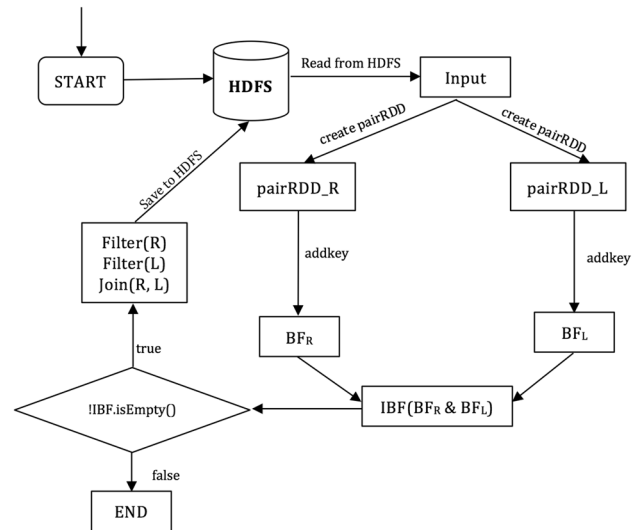 START
HDFS
Read from HDFS
Input
create pairRDD
create pairRDD
Save to HDFS
pairRDD_R
pairRDD_L
Filter(R)
Filter(L)
Join(R, L)
addkey
addkey
BFR
BFL
true
!IBF.isEmpty()
IBF(BFR & BFL)
false
END